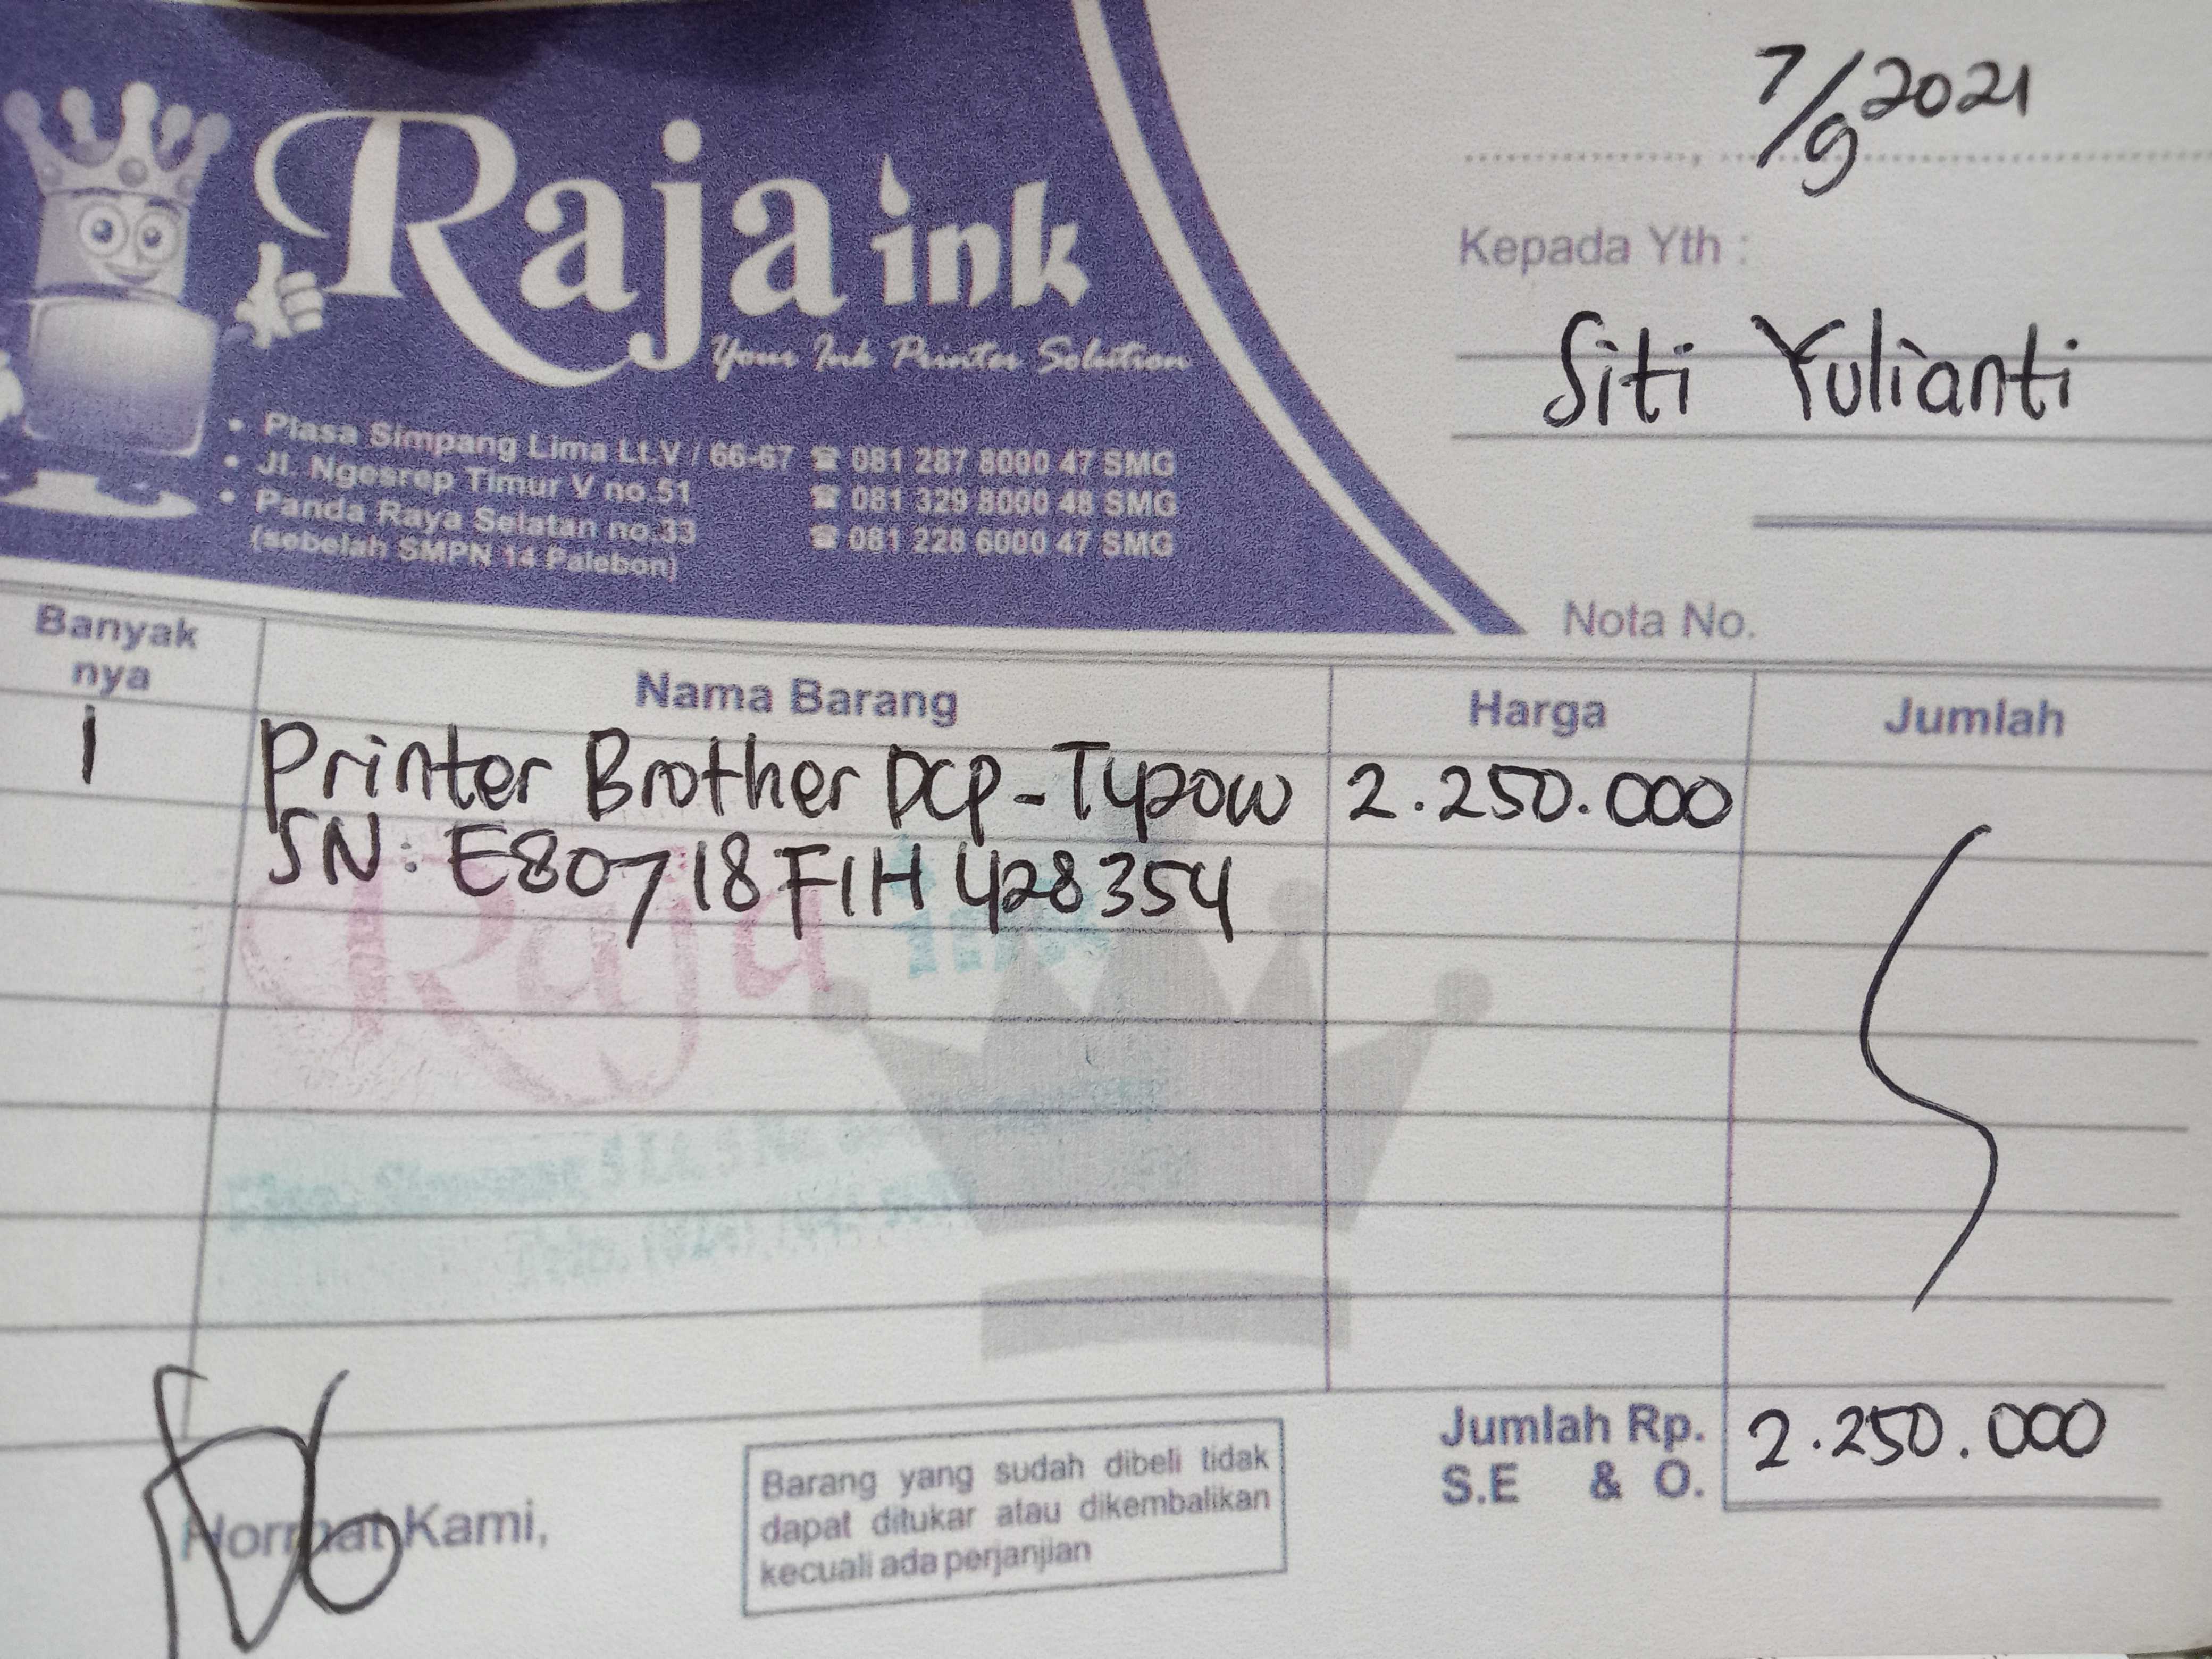 Raja ink
Your Ink Printer Solution
• Plasa Simpang Lima Lt.V / 66-67 ☎ 081 287 8000 47 SMG
• Jl. Ngesrep Timur V no.51 ☎ 081 329 8000 48 SMG
• Panda Raya Selatan no.33 ☎ 081 228 6000 47 SMG
(sebelah SMPN 14 Palebon)
7/9 2021
Kepada Yth :
Siti Yulianti
Nota No.
Banyak nya Nama Barang Harga Jumlah
1 Printer Brother DCP-T420W 2.250.000
SN: E80718F1H428354
Raja ink
Jumlah Rp. 2.250.000
S.E & O.
Hormat Kami,
Barang yang sudah dibeli tidak
dapat ditukar atau dikembalikan
kecuali ada perjanjian